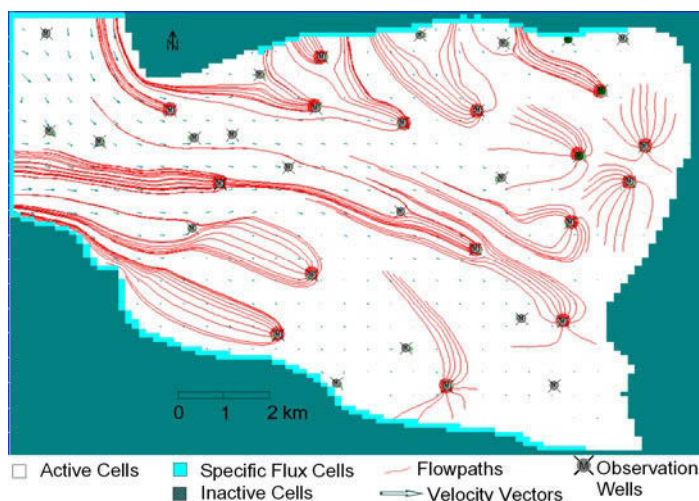 N
0 1 2 km
Active Cells Specific Flux Cells Flowpaths Observation
Inactive Cells Velocity Vectors Wells